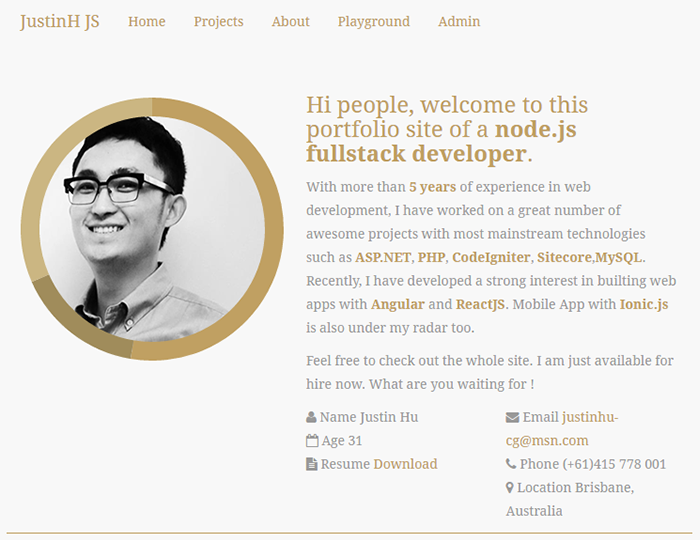 JustinH JS Home Projects About Playground Admin
Hi people, welcome to this
portfolio site of a node.js
fullstack developer.
With more than 5 years of experience in web
development, I have worked on a great number of
awesome projects with most mainstream technologies
such as ASP.NET, PHP, CodeIgniter, Sitecore,MySQL.
Recently, I have developed a strong interest in builting web
apps with Angular and ReactJS. Mobile App with Ionic.js
is also under my radar too.
Feel free to check out the whole site. I am just available for
hire now. What are you waiting for !
Name Justin Hu
Age 31
Resume Download
Email justinhu-
cg@msn.com
Phone (+61)415 778 001
Location Brisbane,
Australia